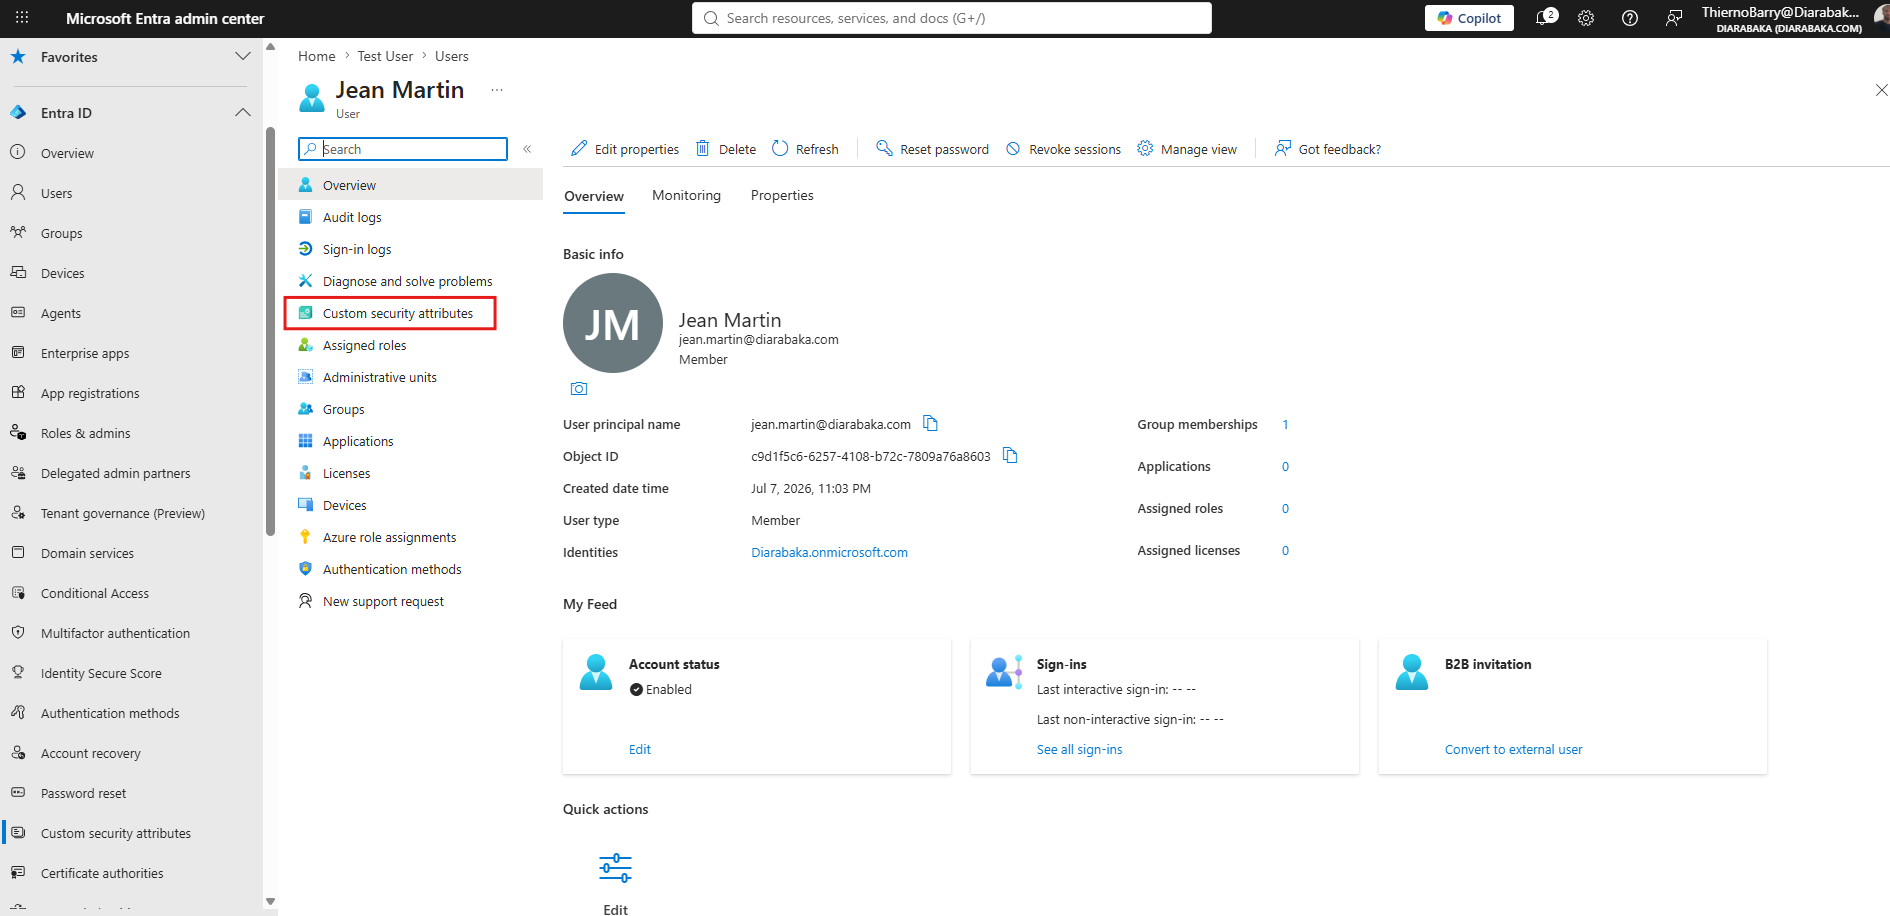 Microsoft Entra admin center
Search resources, services, and docs (G+/)
Copilot
2
ThiernoBarry@Diarabak...
DIARABAKA (DIARABAKA.COM)
Favorites
Entra ID
Overview
Users
Groups
Devices
Agents
Enterprise apps
App registrations
Roles & admins
Delegated admin partners
Tenant governance (Preview)
Domain services
Conditional Access
Multifactor authentication
Identity Secure Score
Authentication methods
Account recovery
Password reset
Custom security attributes
Certificate authorities
Home > Test User > Users
Jean Martin ...
User
Search
Overview
Audit logs
Sign-in logs
Diagnose and solve problems
Custom security attributes
Assigned roles
Administrative units
Groups
Applications
Licenses
Devices
Azure role assignments
Authentication methods
New support request
Edit properties
Delete
Refresh
Reset password
Revoke sessions
Manage view
Got feedback?
Overview
Monitoring
Properties
Basic info
JM
Jean Martin
jean.martin@diarabaka.com
Member
User principal name jean.martin@diarabaka.com
Object ID c9d1f5c6-6257-4108-b72c-7809a76a8603
Created date time Jul 7, 2026, 11:03 PM
User type Member
Identities Diarabaka.onmicrosoft.com
Group memberships 1
Applications 0
Assigned roles 0
Assigned licenses 0
My Feed
Account status
Enabled
Edit
Sign-ins
Last interactive sign-in: -- --
Last non-interactive sign-in: -- --
See all sign-ins
B2B invitation
Convert to external user
Quick actions
Edit